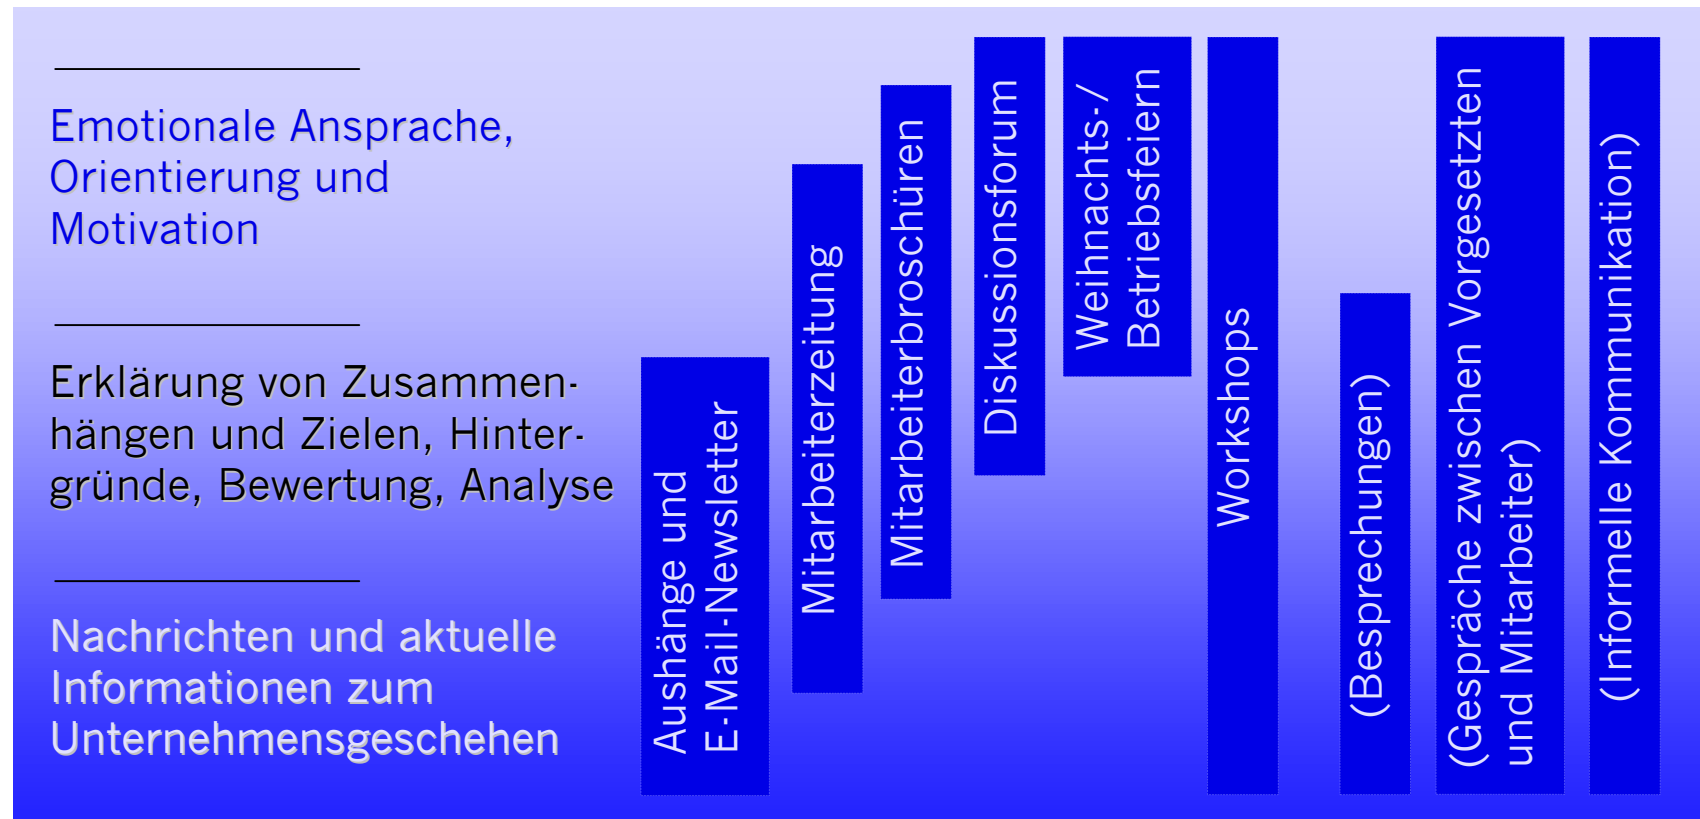 Emotionale Ansprache,
Orientierung und
Motivation
Erklärung von Zusammen-
hängen und Zielen, Hinter-
gründe, Bewertung, Analyse
Nachrichten und aktuelle
Informationen zum
Unternehmensgeschehen
Aushänge und
E-Mail-Newsletter
Mitarbeiterzeitung
Mitarbeiterbroschüren
Diskussionsforum
Weihnachts-/
Betriebsfeiern
Workshops
(Besprechungen)
(Gespräche zwischen Vorgesetzten
und Mitarbeiter)
(Informelle Kommunikation)